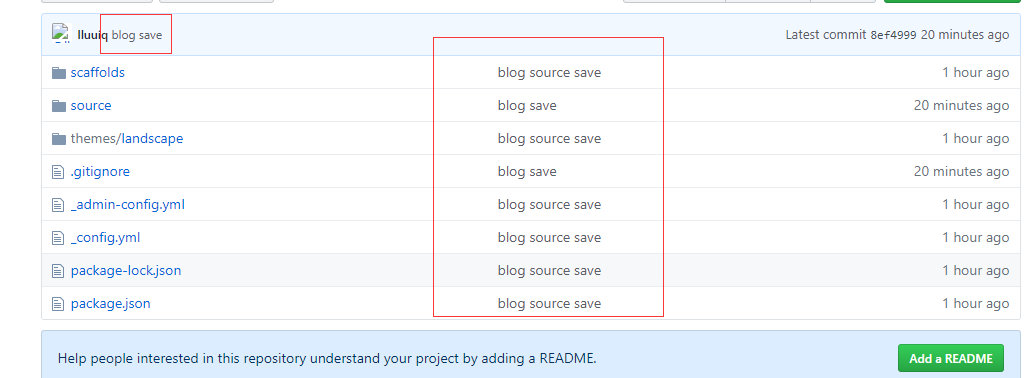 lluuiq blog save Latest commit 8ef4999 20 minutes ago
scaffolds blog source save 1 hour ago
source blog save 20 minutes ago
themes/landscape blog source save 1 hour ago
.gitignore blog save 20 minutes ago
_admin-config.yml blog source save 1 hour ago
_config.yml blog source save 1 hour ago
package-lock.json blog source save 1 hour ago
package.json blog source save 1 hour ago
Help people interested in this repository understand your project by adding a README. Add a README